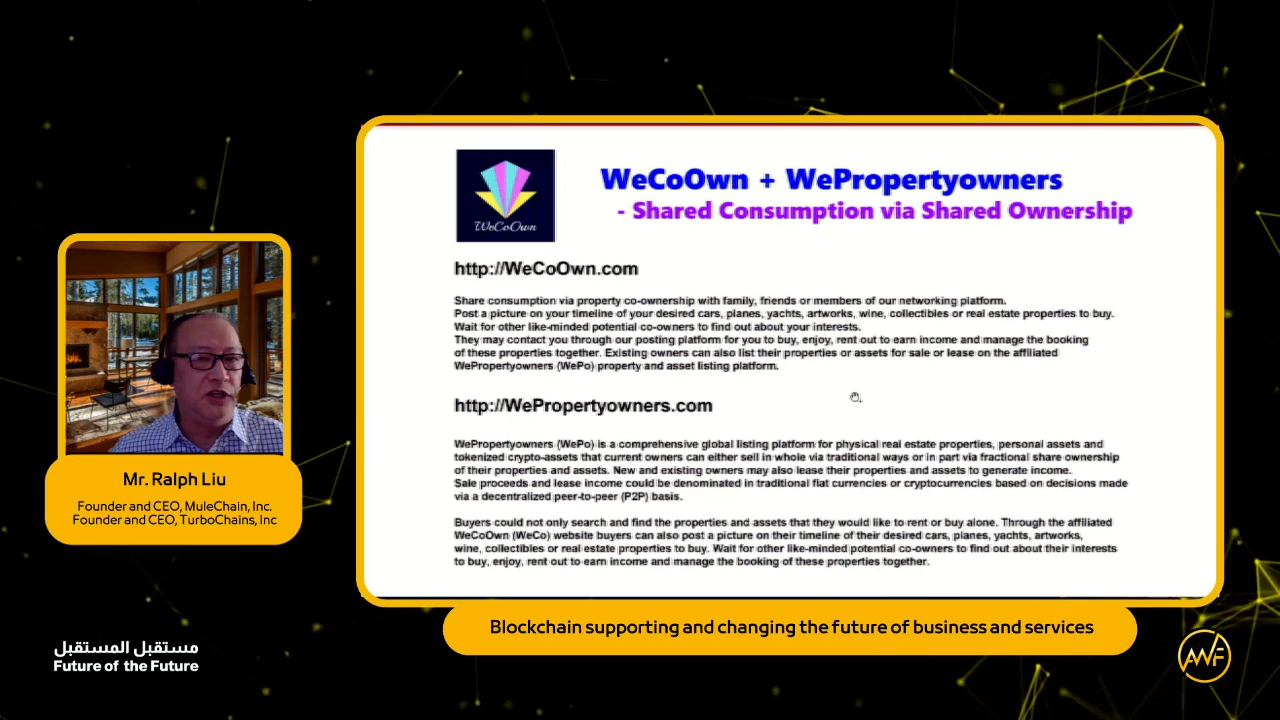 WeCoOwn
WeCoOwn + WePropertyowners
- Shared Consumption via Shared Ownership
http://WeCoOwn.com
Share consumption via property co-ownership with family, friends or members of our networking platform.
Post a picture on your timeline of your desired cars, planes, yachts, artworks, wine, collectibles or real estate properties to buy.
Wait for other like-minded potential co-owners to find out about your interests.
They may contact you through our posting platform for you to buy, enjoy, rent out to earn income and manage the booking
of these properties together. Existing owners can also list their properties or assets for sale or lease on the affiliated
WePropertyowners (WePo) property and asset listing platform.
http://WePropertyowners.com
WePropertyowners (WePo) is a comprehensive global listing platform for physical real estate properties, personal assets and
tokenized crypto-assets that current owners can either sell in whole via traditional ways or in part via fractional share ownership
of their properties and assets. New and existing owners may also lease their properties and assets to generate income.
Sale proceeds and lease income could be denominated in traditional fiat currencies or cryptocurrencies based on decisions made
via a decentralized peer-to-peer (P2P) basis.
Buyers could not only search and find the properties and assets that they would like to rent or buy alone. Through the affiliated
WeCoOwn (WeCo) website buyers can also post a picture on their timeline of their desired cars, planes, yachts, artworks,
wine, collectibles or real estate properties to buy. Wait for other like-minded potential co-owners to find out about their interests
to buy, enjoy, rent out to earn income and manage the booking of these properties together.
Mr. Ralph Liu
Founder and CEO, MuleChain, Inc.
Founder and CEO, TurboChains, Inc
Blockchain supporting and changing the future of business and services
مستقبل المستقبل
Future of the Future
AWF